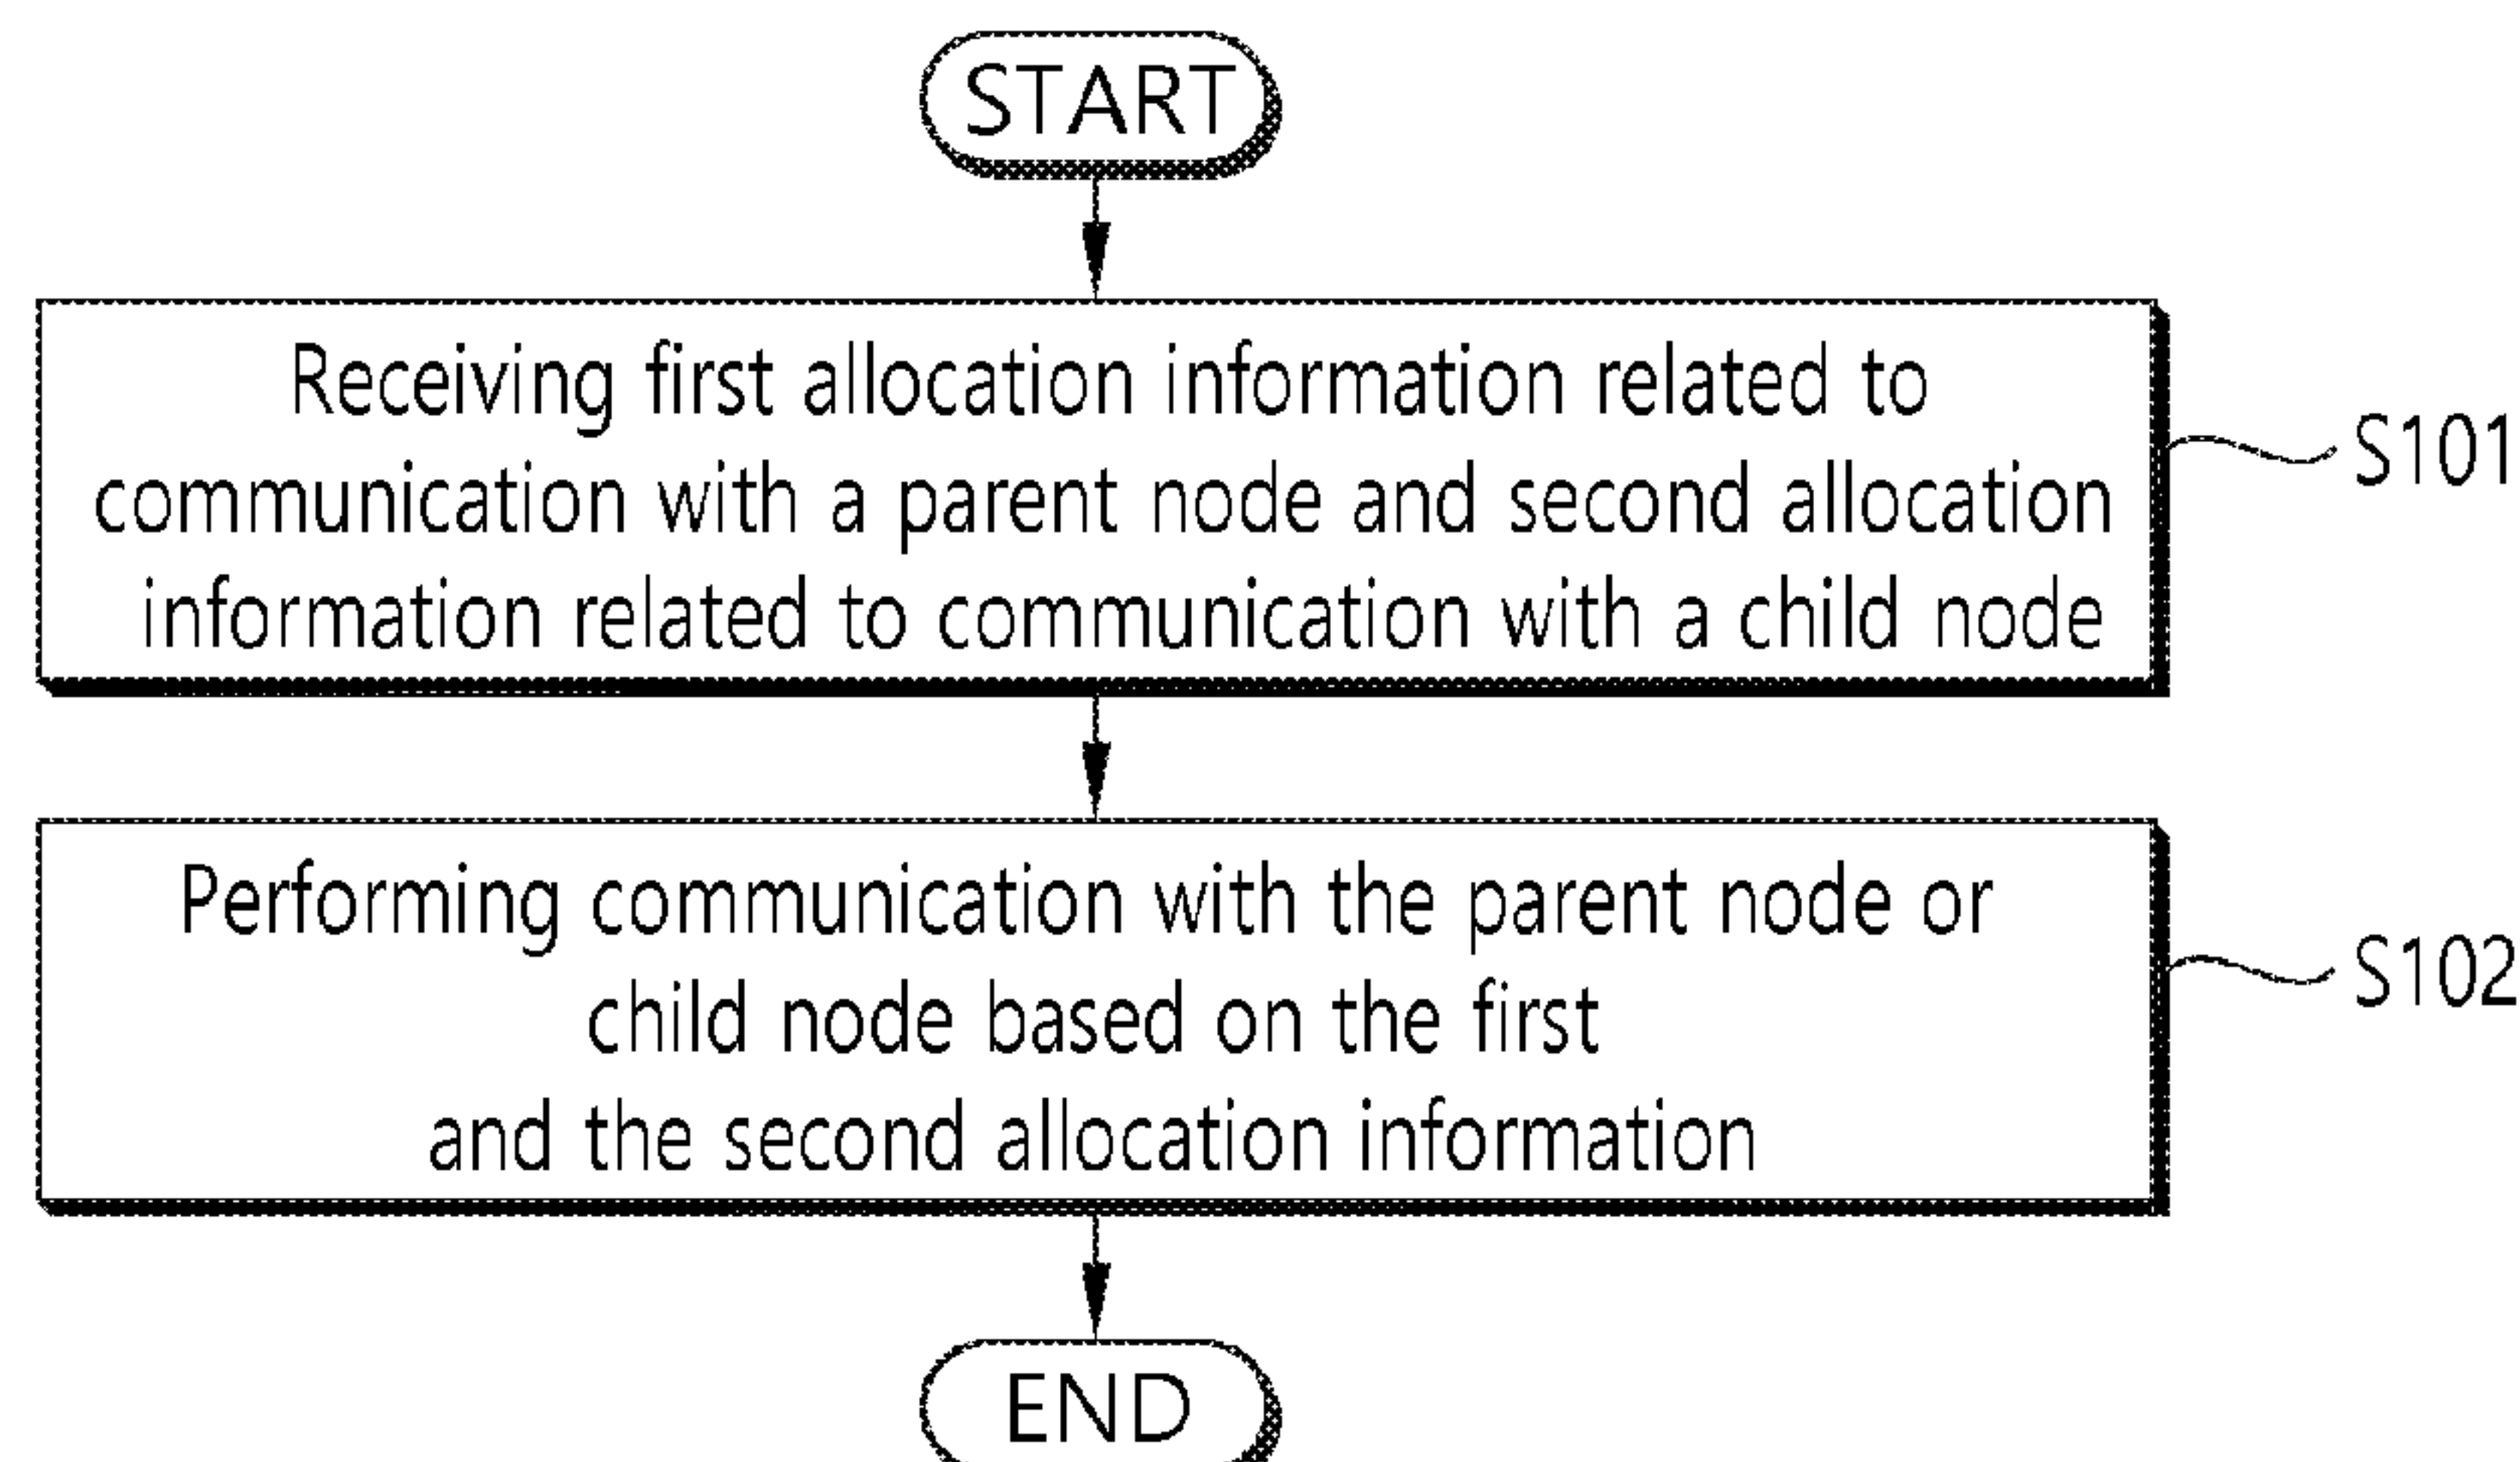 START
Receiving first allocation information related to
communication with a parent node and second allocation
information related to communication with a child node
S101
Performing communication with the parent node or
child node based on the first
and the second allocation information
S102
END